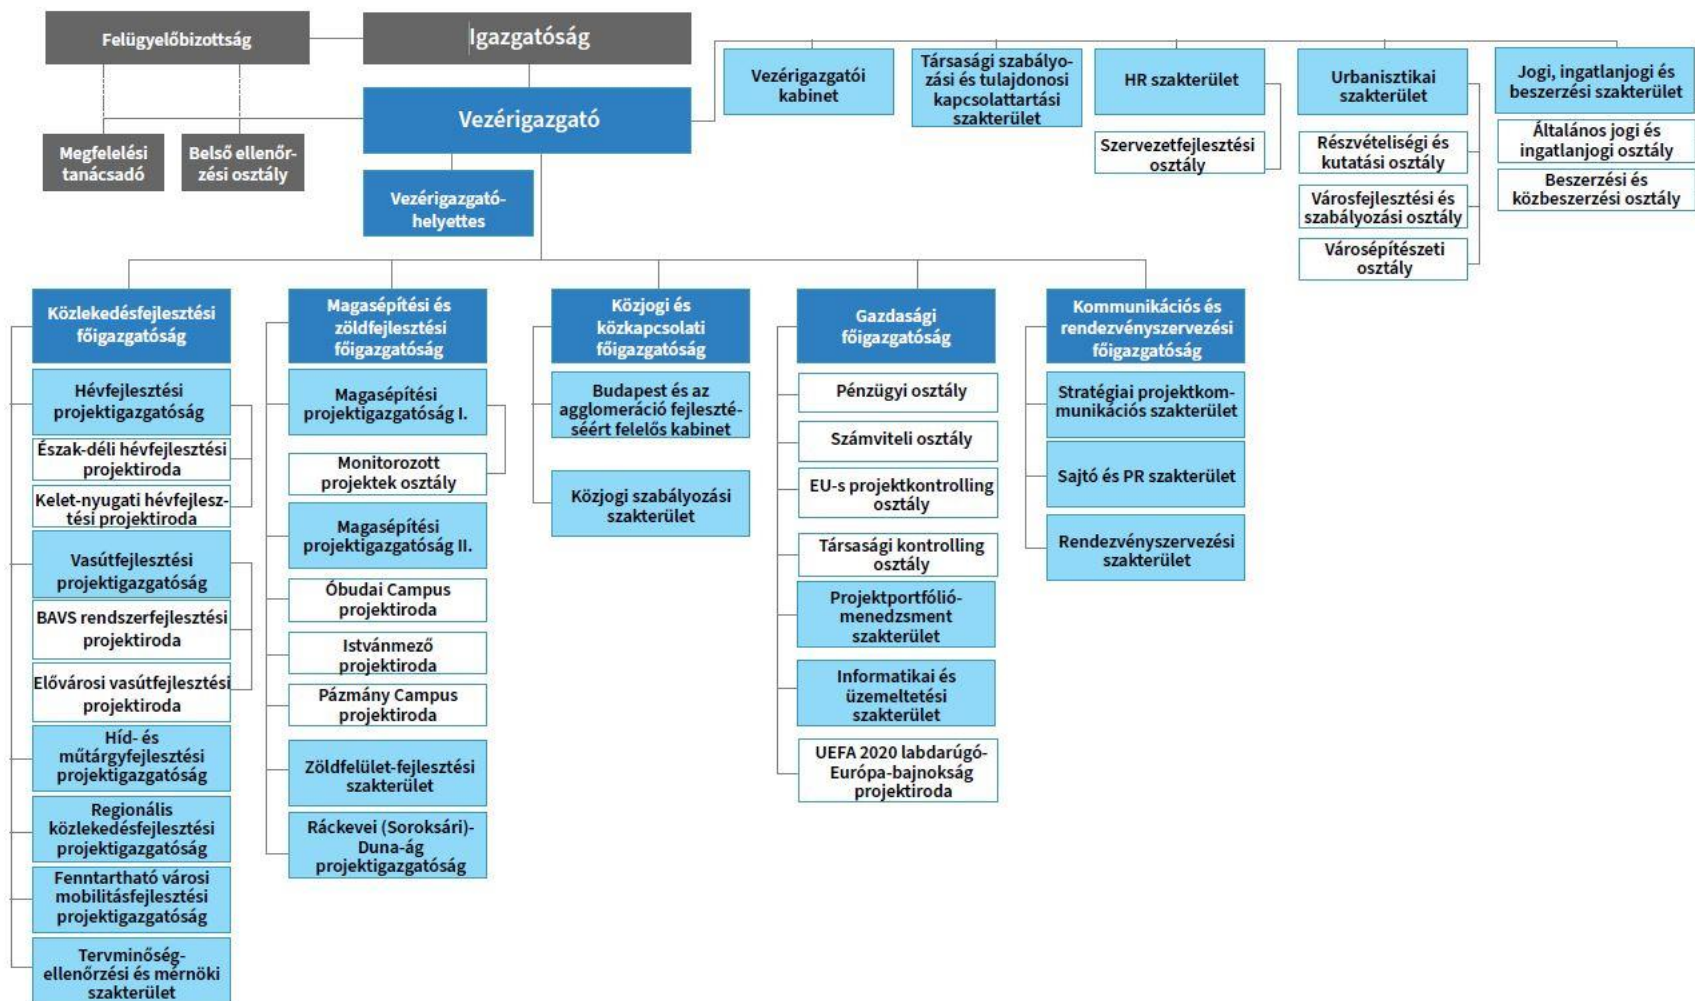 Felügyelőbizottság
Igazgatóság
Vezérigazgató
Megfelelési
tanácsadó
Belső ellenőr-
zési osztály
Vezérigazgató-
helyettes
Vezérigazgatói
kabinet
Társasági szabályo-
zási és tulajdonosi
kapcsolattartási
szakterület
HR szakterület
Szervezetfejlesztési
osztály
Urbanisztikai
szakterület
Részvételiségi és
kutatási osztály
Városfejlesztési és
szabályozási osztály
Városépítészeti
osztály
Jogi, ingatlanjogi és
beszerzési szakterület
Általános jogi és
ingatlanjogi osztály
Beszerzési és
közbeszerzési osztály
Közlekedésfejlesztési
főigazgatóság
Hévfejlesztési
projektigazgatóság
Észak-déli hévfejlesztési
projektiroda
Kelet-nyugati hévfejlesz-
tési projektiroda
Vasútfejlesztési
projektigazgatóság
BAVS rendszerfejlesztési
projektiroda
Elővárosi vasútfejlesztési
projektiroda
Híd- és
műtárgyfejlesztési
projektigazgatóság
Regionális
közlekedésfejlesztési
projektigazgatóság
Fenntartható városi
mobilitásfejlesztési
projektigazgatóság
Tervminőség-
ellenőrzési és mérnöki
szakterület
Magasépítési és
zöldfejlesztési
főigazgatóság
Magasépítési
projektigazgatóság I.
Monitorozott
projektek osztály
Magasépítési
projektigazgatóság II.
Óbudai Campus
projektiroda
Istvánmező
projektiroda
Pázmány Campus
projektiroda
Zöldfelület-fejlesztési
szakterület
Ráckevei (Soroksári)-
Duna-ág
projektigazgatóság
Közjogi és
közkapcsolati
főigazgatóság
Budapest és az
agglomeráció fejleszté-
séért felelős kabinet
Közjogi szabályozási
szakterület
Gazdasági
főigazgatóság
Pénzügyi osztály
Számviteli osztály
EU-s projektkontrolling
osztály
Társasági kontrolling
osztály
Projektportfólió-
menedzsment
szakterület
Informatikai és
üzemeltetési
szakterület
UEFA 2020 labdarúgó-
Európa-bajnokság
projektiroda
Kommunikációs és
rendezvényszervezési
főigazgatóság
Stratégiai projektkom-
munikációs szakterület
Sajtó és PR szakterület
Rendezvényszervezési
szakterület